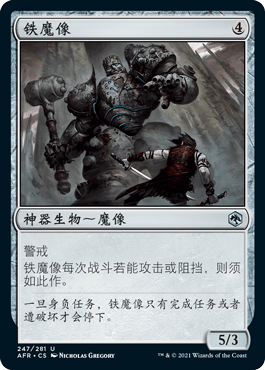 铁魔像 4
神器生物～魔像
警戒
铁魔像每次战斗若能攻击或阻挡，则须
如此作。
一旦身负任务，铁魔像只有完成任务或者
遭破坏才会停下。
5/3
247/281 U
AFR • CS NICHOLAS GREGORY
™ & © 2021 Wizards of the Coast